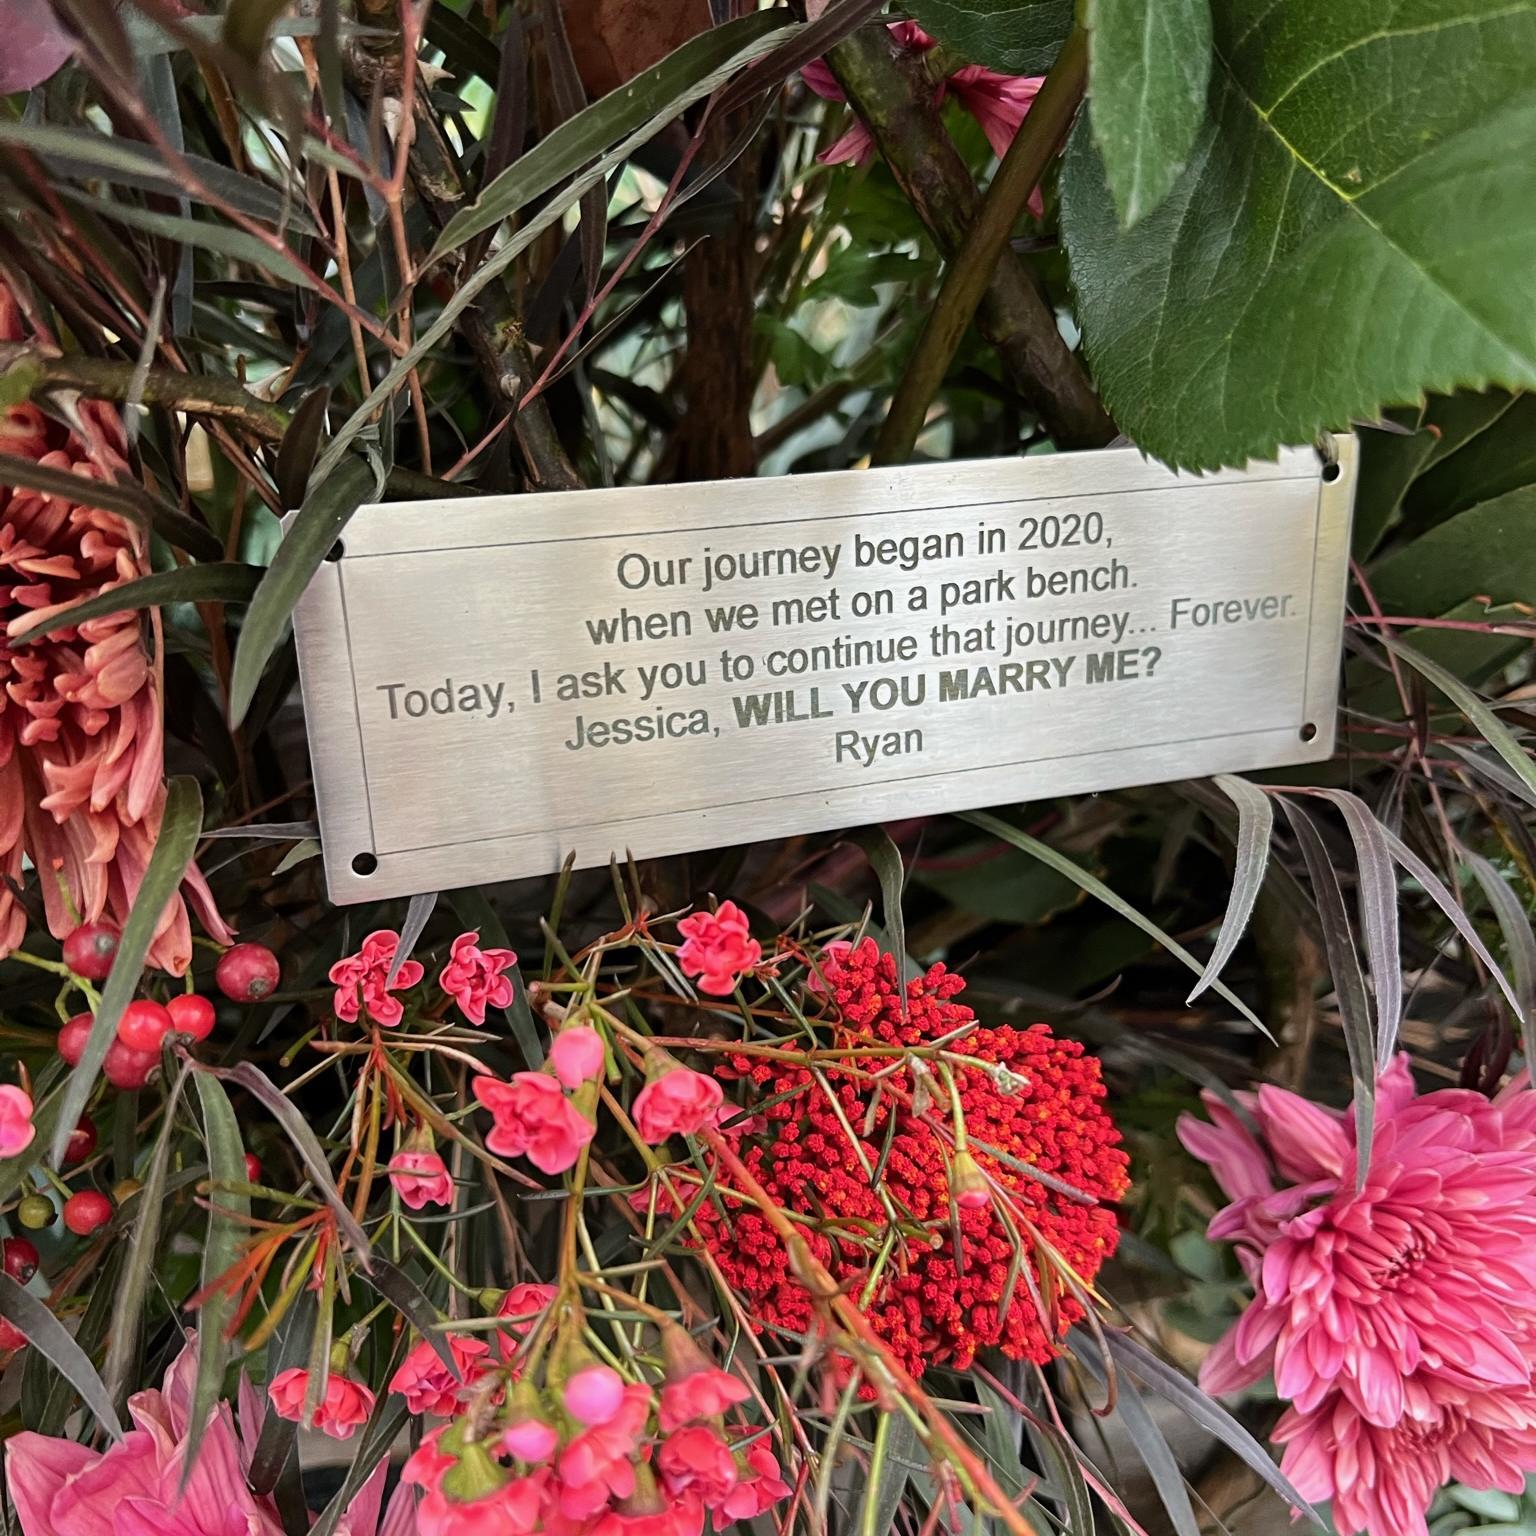 Our journey began in 2020,
when we met on a park bench.
Today, I ask you to continue that journey... Forever.
Jessica, WILL YOU MARRY ME?
Ryan